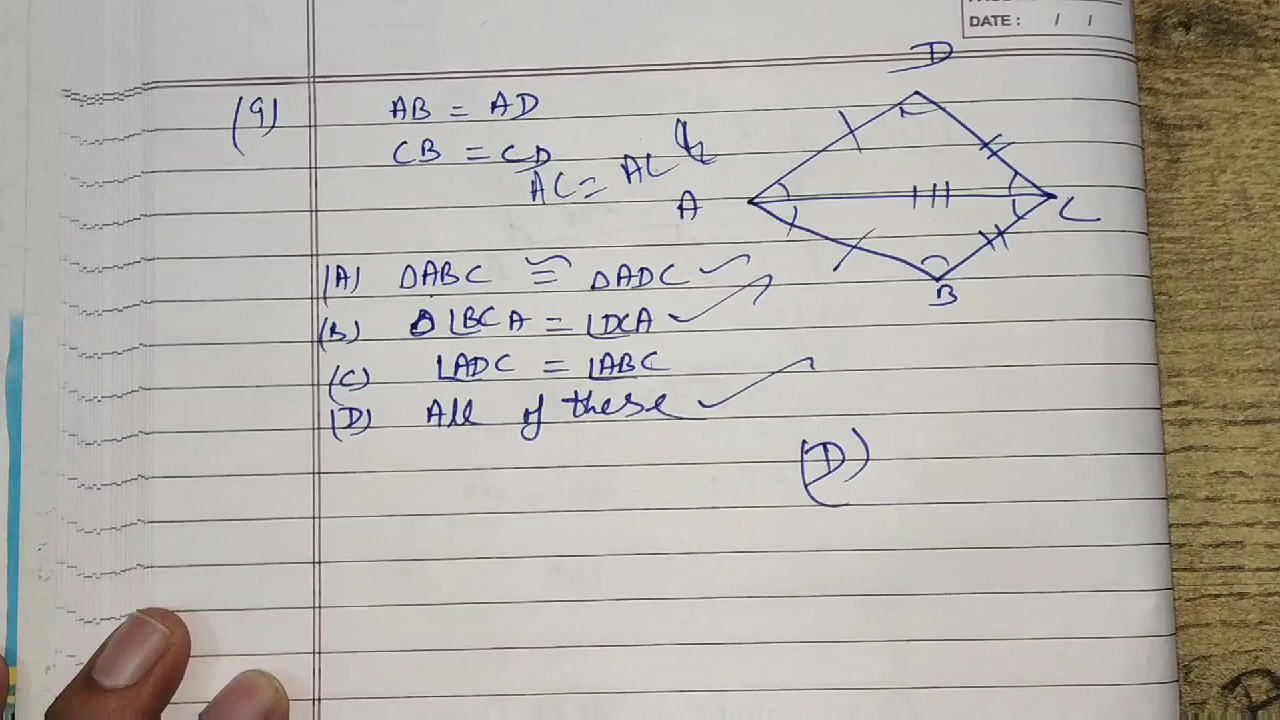 DATE : / /
(9) AB = AD
CB = CD
AC = AC
D
A
C
B
(A) ΔABC ≅ ΔADC
(B) ∠BCA = ∠DCA
(C) ∠ADC = ∠ABC
(D) All of these
(D)